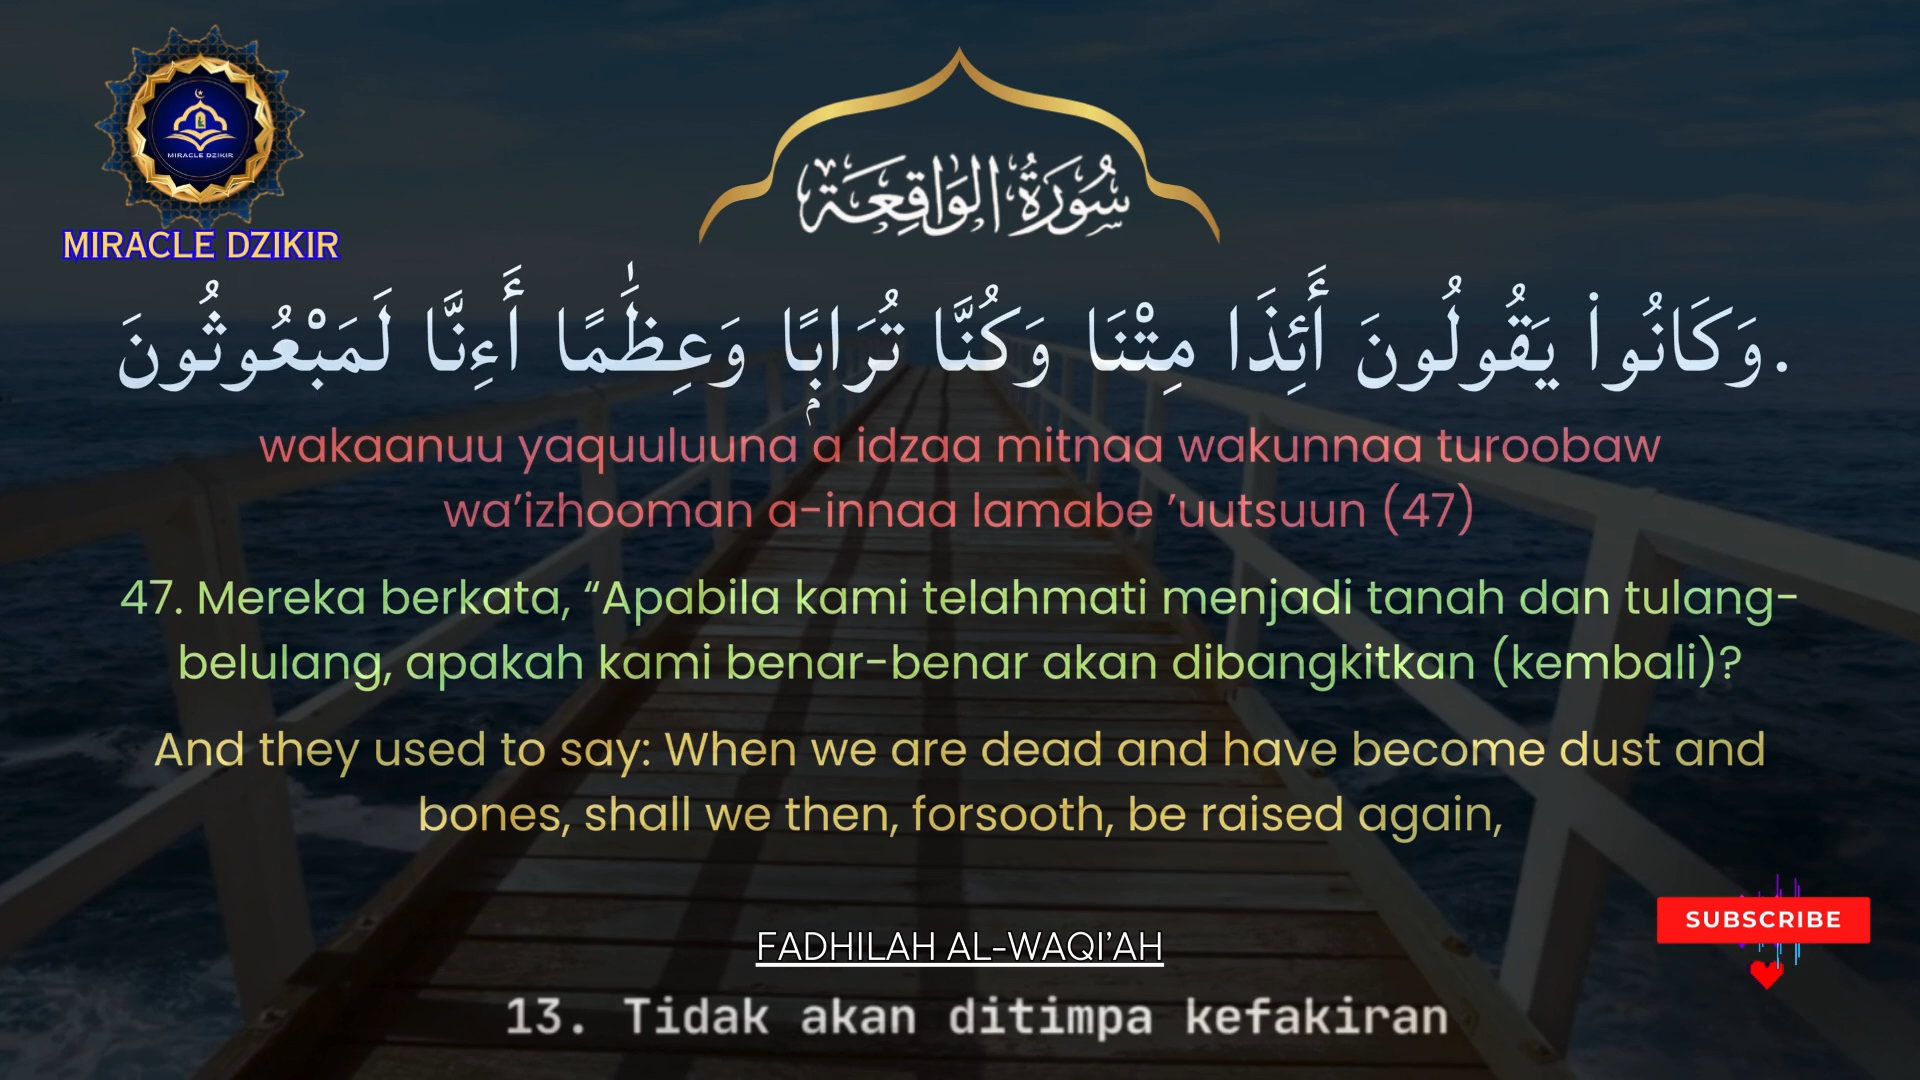 MIRACLE DZIKIR
MIRACLE DZIKIR
سُورَةُ الوَاقِعَة
وَكَانُوا۟ يَقُولُونَ أَئِذَا مِتْنَا وَكُنَّا تُرَابًۭا وَعِظَٰمًا أَءِنَّا لَمَبْعُوثُونَ.
wakaanuu yaquuluuna a idzaa mitnaa wakunnaa turoobaw
wa’izhooman a-innaa lamabe ’uutsuun (47)
47. Mereka berkata, “Apabila kami telahmati menjadi tanah dan tulang-
belulang, apakah kami benar-benar akan dibangkitkan (kembali)?
And they used to say: When we are dead and have become dust and
bones, shall we then, forsooth, be raised again,
SUBSCRIBE
FADHILAH AL-WAQI’AH
13. Tidak akan ditimpa kefakiran